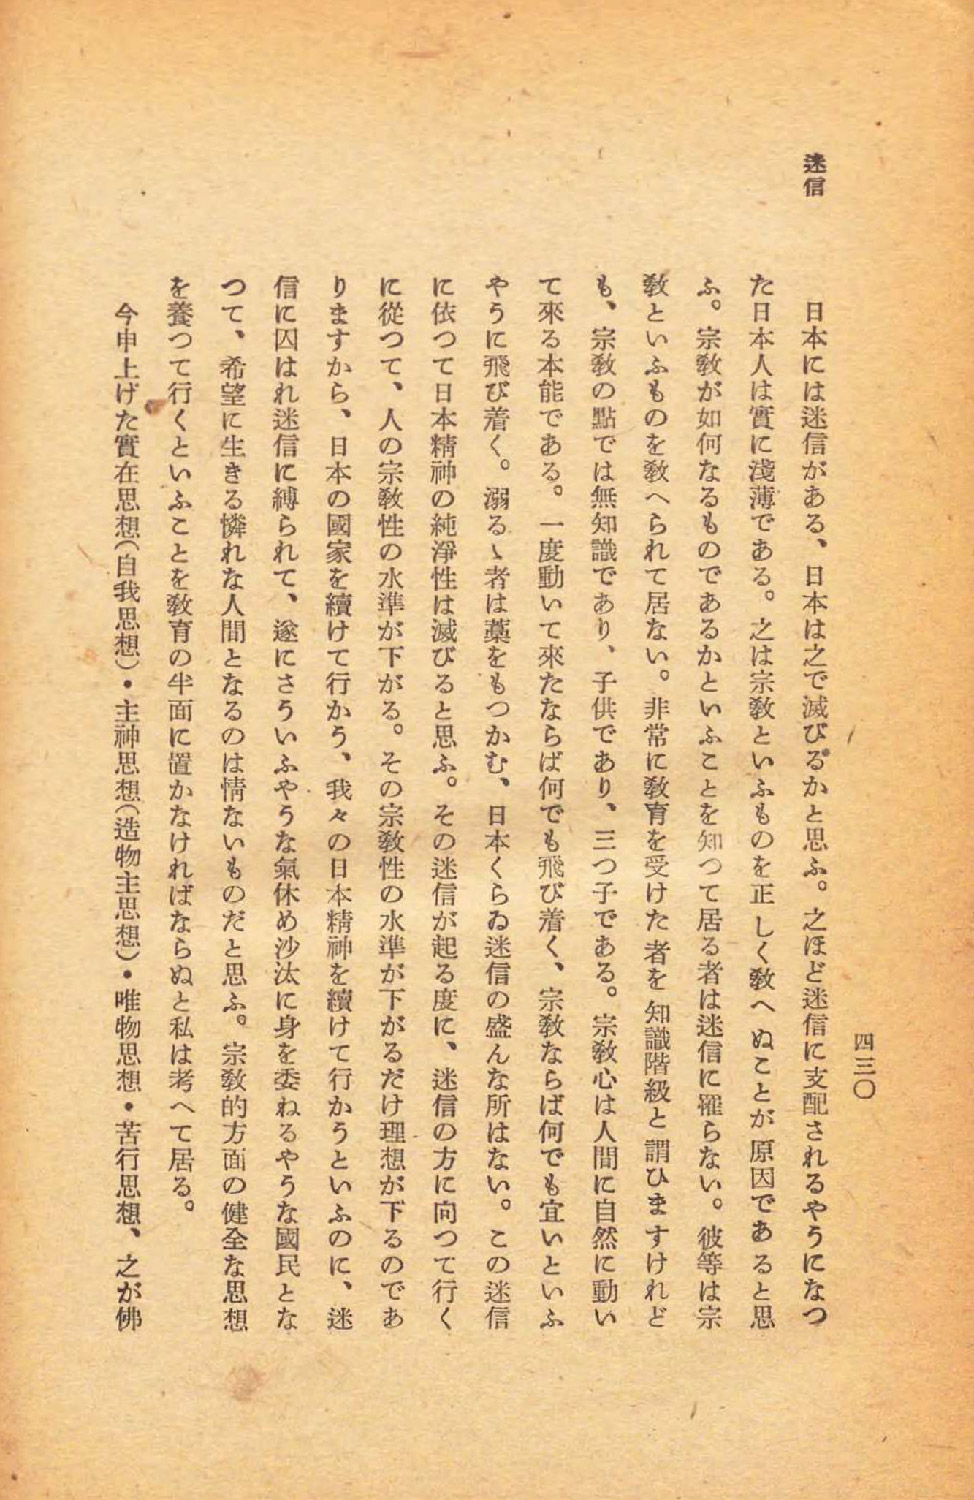 四三〇
迷信
日本には迷信がある、日本は之で滅びるかと思ふ。之ほど迷信に支配されるやうになつ
た日本人は實に淺薄である。之は宗敎といふものを正しく敎へぬことが原因であると思
ふ。宗敎が如何なるものであるかといふことを知つて居る者は迷信に罹らない。彼等は宗
敎といふものを敎へられて居ない。非常に敎育を受けた者を知識階級と謂ひますけれど
も、宗敎の點では無知識であり、子供であり、三つ子である。宗敎心は人間に自然に動い
て來る本能である。一度動いて來たならば何でも飛び着く、宗敎ならば何でも宜いといふ
やうに飛び着く。溺るゝ者は藁をもつかむ、日本くらゐ迷信の盛んな所はない。この迷信
に依つて日本精神の純淨性は滅びると思ふ。その迷信が起る度に、迷信の方に向つて行く
に從つて、人の宗敎性の水準が下がる。その宗敎性の水準が下がるだけ理想が下るのであ
りますから、日本の國家を續けて行かう、我々の日本精神を續けて行かうといふのに、迷
信に囚はれ迷信に縛られて、遂にさういふやうな氣休め沙汰に身を委ねるやうな國民とな
つて、希望に生きる憐れな人間となるのは情ないものだと思ふ。宗敎的方面の健全な思想
を養つて行くといふことを敎育の半面に置かなければならぬと私は考へて居る。
今申上げた實在思想(自我思想)・主神思想(造物主思想)・唯物思想・苦行思想、之が佛